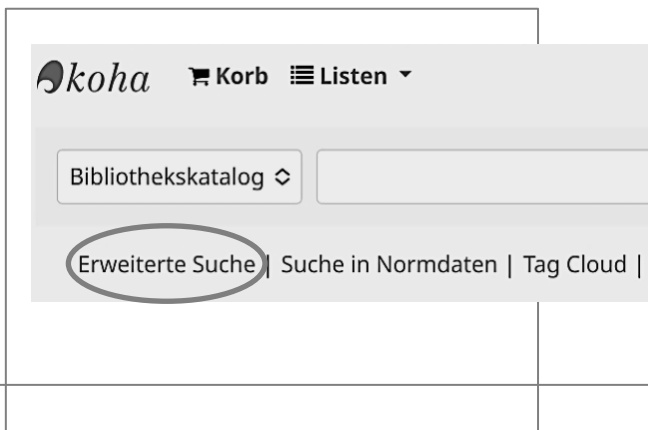 koha Korb Listen
Bibliothekskatalog
Erweiterte Suche | Suche in Normdaten | Tag Cloud |